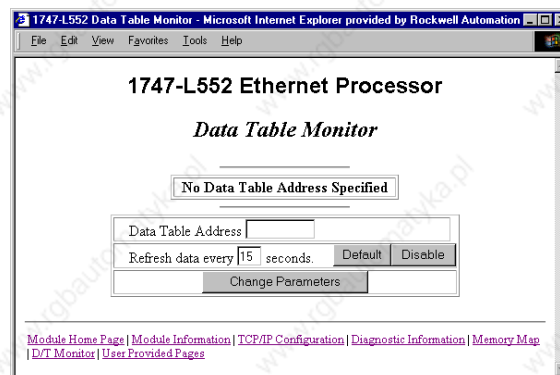 1747-L552 Data Table Monitor - Microsoft Internet Explorer provided by Rockwell Automation
File Edit View Favorites Tools Help
1747-L552 Ethernet Processor
Data Table Monitor
No Data Table Address Specified
Data Table Address
Refresh data every 15 seconds. Default Disable
Change Parameters
Module Home Page | Module Information | TCP/IP Configuration | Diagnostic Information | Memory Map
| D/T Monitor | User Provided Pages